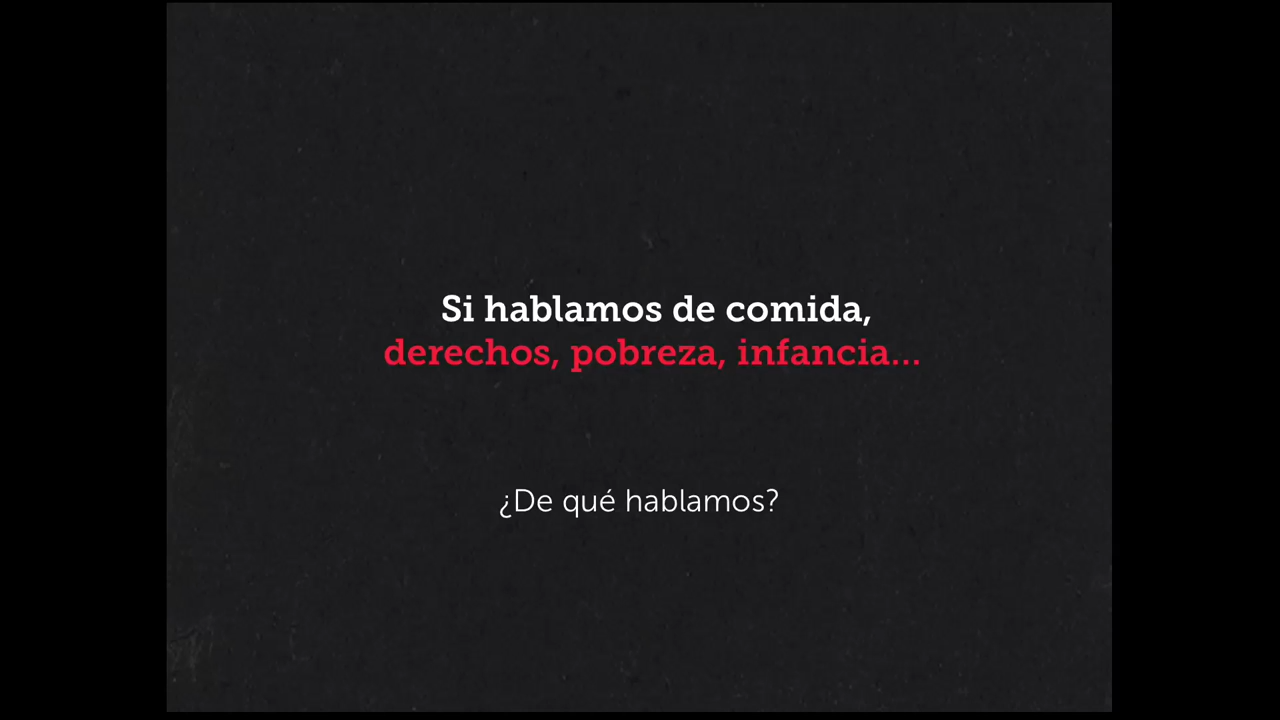 Si hablamos de comida,
derechos, pobreza, infancia...
¿De qué hablamos?